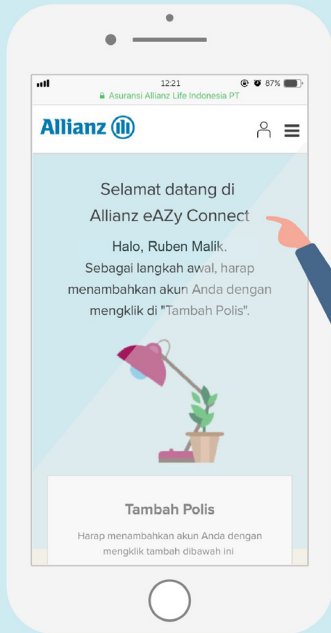 12:21
87%
Asuransi Allianz Life Indonesia PT
Allianz
Selamat datang di
Allianz eAZy Connect
Halo, Ruben Malik.
Sebagai langkah awal, harap
menambahkan akun Anda dengan
mengklik di "Tambah Polis".
Tambah Polis
Harap menambahkan akun Anda dengan
mengklik tambah dibawah ini